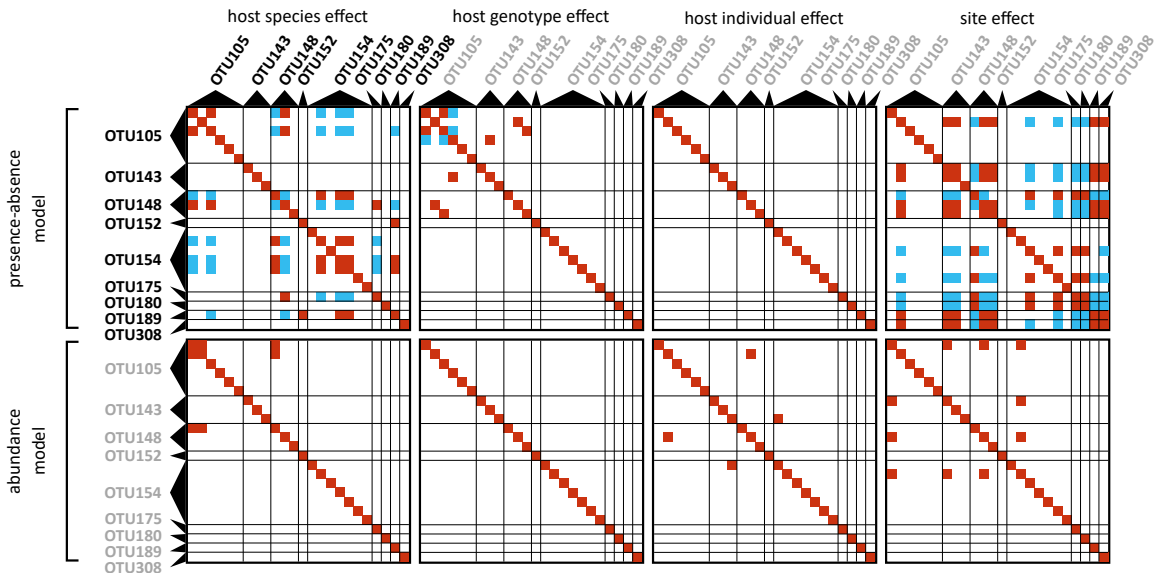 host species effect
host genotype effect
host individual effect
site effect
OTU105
OTU143
OTU148
OTU152
OTU154
OTU175
OTU180
OTU189
OTU308
OTU105
OTU143
OTU148
OTU152
OTU154
OTU175
OTU180
OTU189
OTU308
OTU105
OTU143
OTU148
OTU152
OTU154
OTU175
OTU180
OTU189
OTU308
OTU105
OTU143
OTU148
OTU152
OTU154
OTU175
OTU180
OTU189
OTU308
presence-absence
model
OTU105
OTU143
OTU148
OTU152
OTU154
OTU175
OTU180
OTU189
OTU308
abundance
model
OTU105
OTU143
OTU148
OTU152
OTU154
OTU175
OTU180
OTU189
OTU308